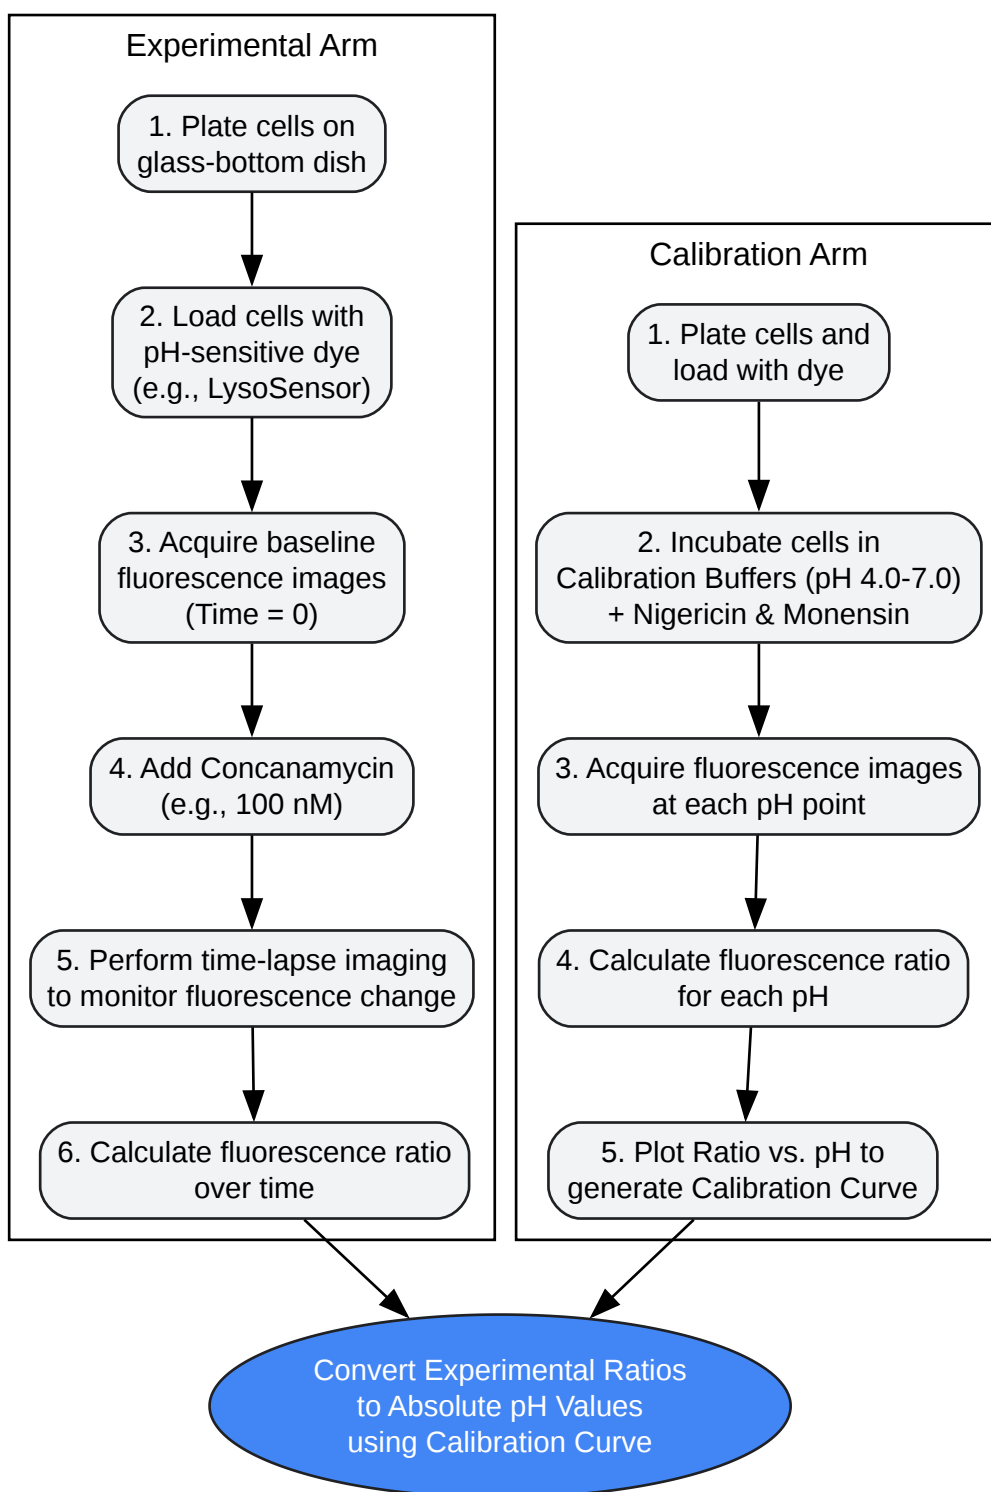 Experimental Arm
1. Plate cells on
glass-bottom dish
2. Load cells with
pH-sensitive dye
(e.g., LysoSensor)
3. Acquire baseline
fluorescence images
(Time = 0)
4. Add Concanamycin
(e.g., 100 nM)
5. Perform time-lapse imaging
to monitor fluorescence change
6. Calculate fluorescence ratio
over time
Calibration Arm
1. Plate cells and
load with dye
2. Incubate cells in
Calibration Buffers (pH 4.0-7.0)
+ Nigericin & Monensin
3. Acquire fluorescence images
at each pH point
4. Calculate fluorescence ratio
for each pH
5. Plot Ratio vs. pH to
generate Calibration Curve
Convert Experimental Ratios
to Absolute pH Values
using Calibration Curve